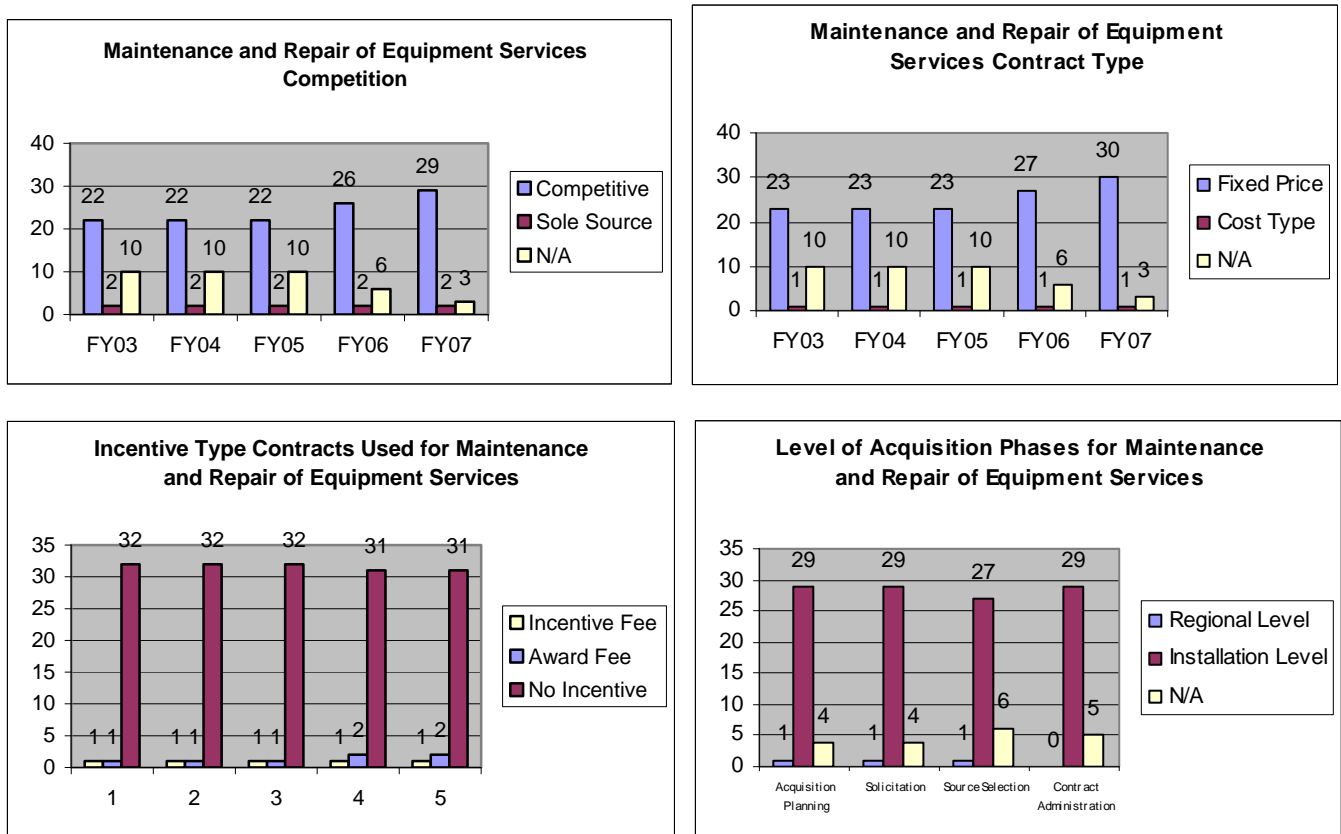 Maintenance and Repair of Equipment Services
Competition
40
30
20
10
0
22 22 22 26 29
2 2 2 2 2
10 10 10 6 3
FY03 FY04 FY05 FY06 FY07
Competitive
Sole Source
N/A
Maintenance and Repair of Equipment
Services Contract Type
40
30
20
10
0
23 23 23 27 30
1 1 1 1 1
10 10 10 6 3
FY03 FY04 FY05 FY06 FY07
Fixed Price
Cost Type
N/A
Incentive Type Contracts Used for Maintenance
and Repair of Equipment Services
35
30
25
20
15
10
5
0
32 32 32 31 31
1 1 1 1 1 1 1 2 1 2
1 2 3 4 5
Incentive Fee
Award Fee
No Incentive
Level of Acquisition Phases for Maintenance
and Repair of Equipment Services
35
30
25
20
15
10
5
0
29 29 27 29
1 1 1 0
4 4 6 5
Acquisition
Planning
Solicitation
Source Selection
Contract
Administration
Regional Level
Installation Level
N/A